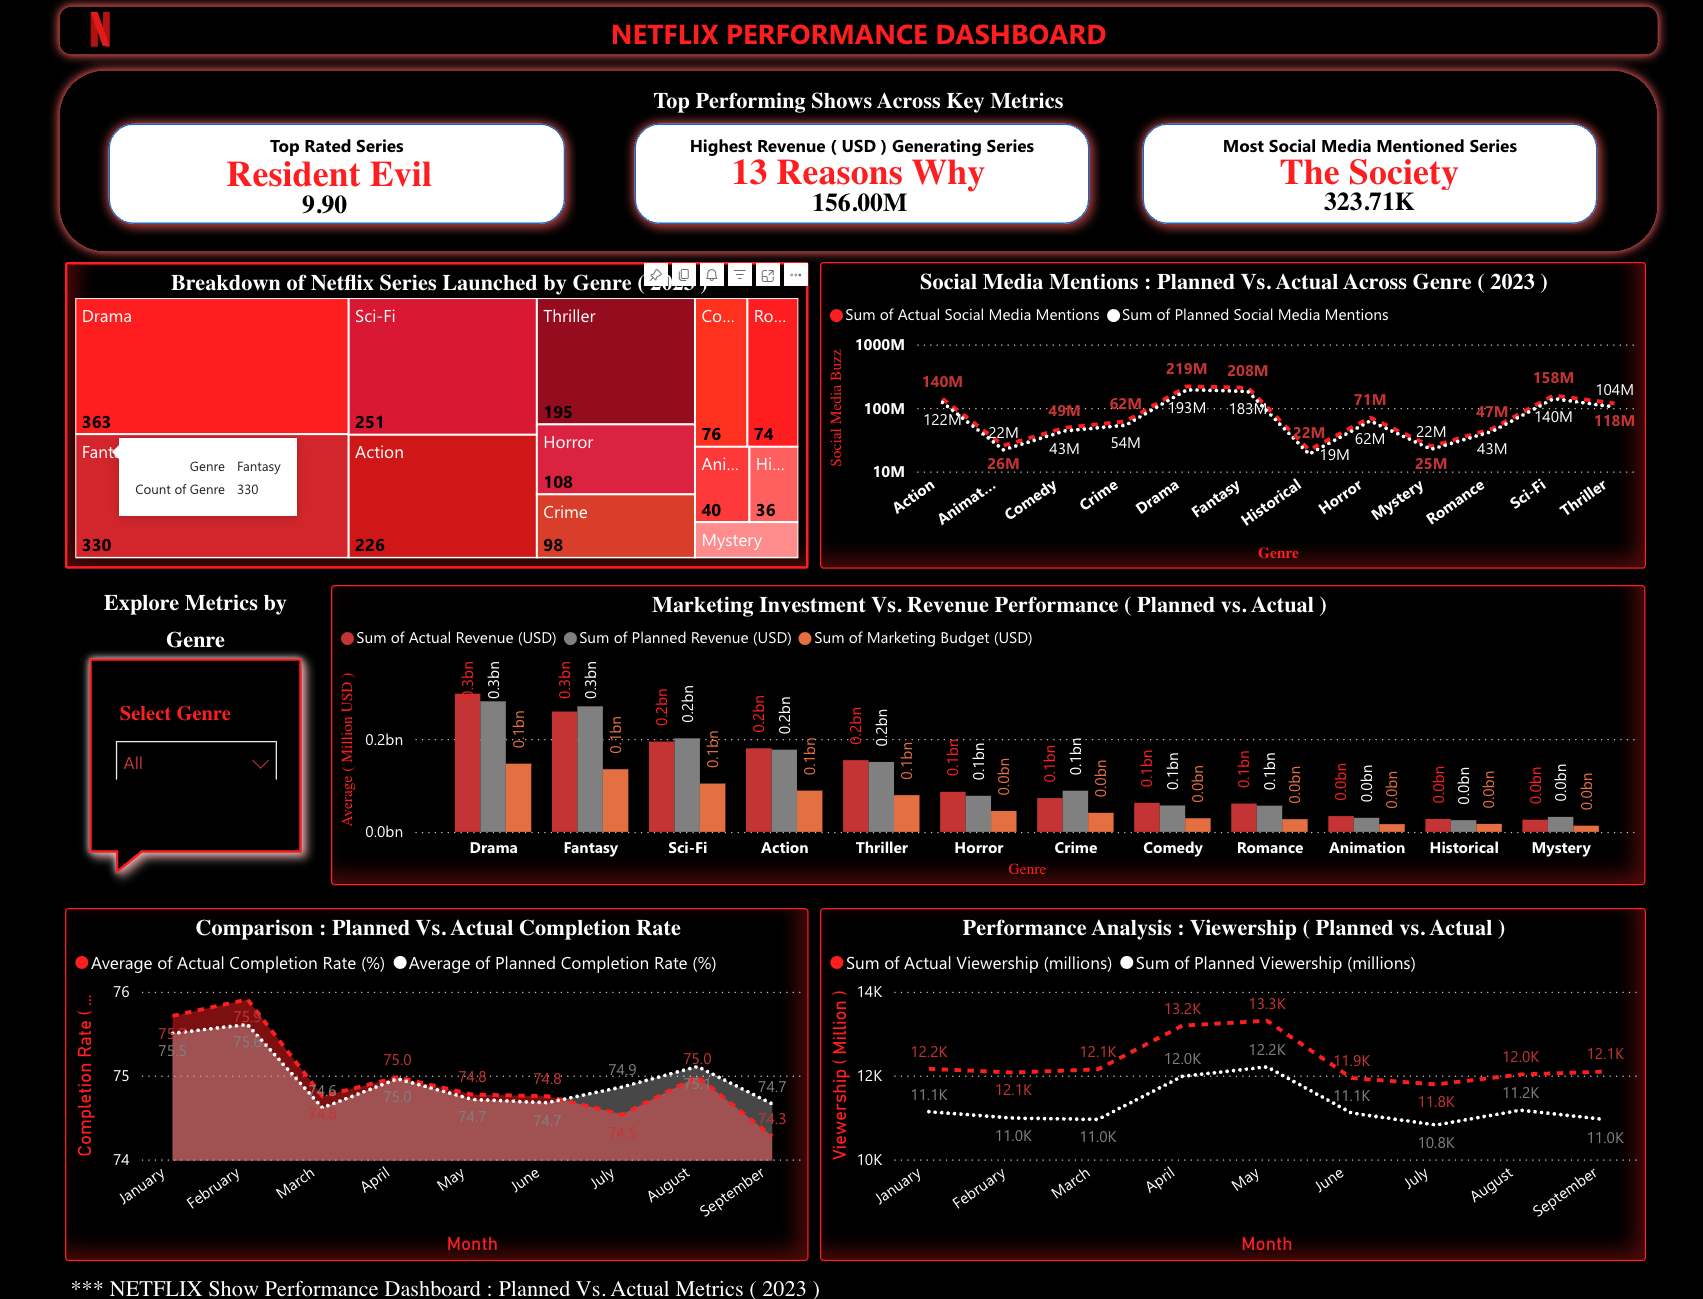 N
NETFLIX PERFORMANCE DASHBOARD
Top Performing Shows Across Key Metrics
Top Rated Series
Resident Evil
9.90
Highest Revenue ( USD ) Generating Series
13 Reasons Why
156.00M
Most Social Media Mentioned Series
The Society
323.71K
Breakdown of Netflix Series Launched by Genre ( 2023 )
Drama
363
Sci-Fi
251
Thriller
195
Co...
76
Ro...
74
Fant
330
Genre Fantasy
Count of Genre 330
Action
226
Horror
108
Crime
98
Ani...
40
Hi...
36
Mystery
Social Media Mentions : Planned Vs. Actual Across Genre ( 2023 )
Sum of Actual Social Media Mentions Sum of Planned Social Media Mentions
Social Media Buzz
1000M
100M
10M
140M 26M 49M 62M 219M 208M 22M 71M 25M 47M 158M 118M
122M 22M 43M 54M 193M 183M 19M 62M 22M 43M 140M 104M
Action Animat... Comedy Crime Drama Fantasy Historical Horror Mystery Romance Sci-Fi Thriller
Genre
Explore Metrics by
Genre
Select Genre
All
Marketing Investment Vs. Revenue Performance ( Planned vs. Actual )
Sum of Actual Revenue (USD) Sum of Planned Revenue (USD) Sum of Marketing Budget (USD)
Average ( Million USD )
0.2bn
0.0bn
0.3bn 0.3bn 0.1bn
0.3bn 0.3bn 0.1bn
0.2bn 0.2bn 0.1bn
0.2bn 0.2bn 0.1bn
0.2bn 0.2bn 0.1bn
0.1bn 0.1bn 0.0bn
0.1bn 0.1bn 0.0bn
0.1bn 0.1bn 0.0bn
0.1bn 0.1bn 0.0bn
0.0bn 0.0bn 0.0bn
0.0bn 0.0bn 0.0bn
0.0bn 0.0bn 0.0bn
Drama Fantasy Sci-Fi Action Thriller Horror Crime Comedy Romance Animation Historical Mystery
Genre
Comparison : Planned Vs. Actual Completion Rate
Average of Actual Completion Rate (%) Average of Planned Completion Rate (%)
Completion Rate ( ...
76
75
74
75.9 75.0 74.8 74.8 74.5 75.0 74.3
75.5 75.6 74.6 75.0 74.7 74.7 74.9 75.1 74.7
January February March April May June July August September
Month
Performance Analysis : Viewership ( Planned vs. Actual )
Sum of Actual Viewership (millions) Sum of Planned Viewership (millions)
Viewership ( Million )
14K
12K
10K
12.2K 12.1K 12.1K 13.2K 13.3K 11.9K 11.8K 12.0K 12.1K
11.1K 11.0K 11.0K 12.0K 12.2K 11.1K 10.8K 11.2K 11.0K
January February March April May June July August September
Month
*** NETFLIX Show Performance Dashboard : Planned Vs. Actual Metrics ( 2023 )